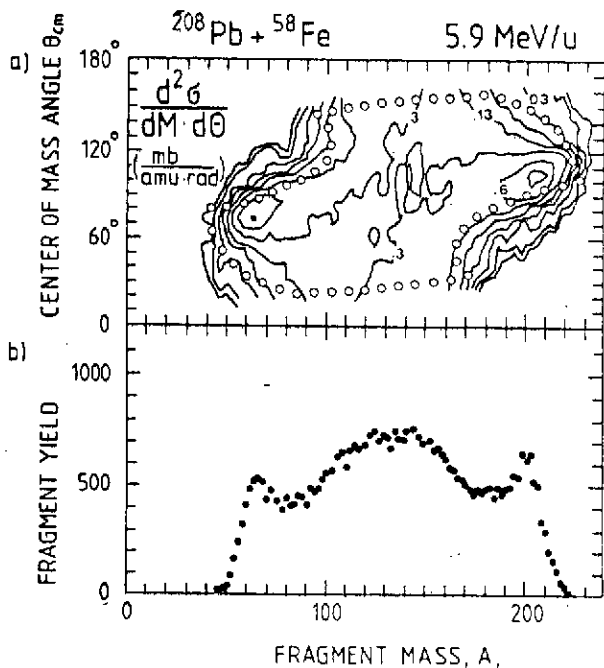 ²⁰⁸Pb + ⁵⁸Fe 5.9 MeV/u
a)
CENTER OF MASS ANGLE θcm
180°
120°
60°
0
d²σ
dM·dΘ
(mb
amu·rad)
.3
.13
.03
.6
.3
b)
FRAGMENT YIELD
1000
500
0
0 100 200
FRAGMENT MASS, A,